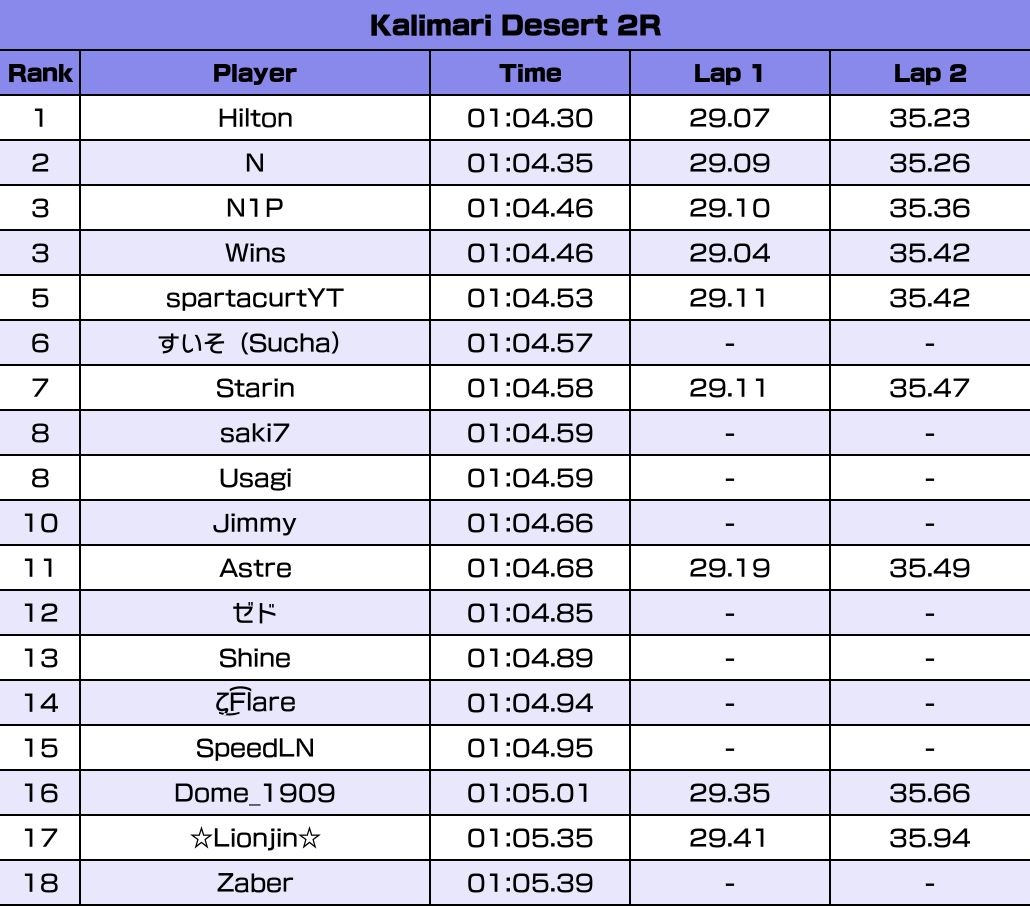 Kalimari Desert 2R
Rank Player Time Lap 1 Lap 2
1 Hilton 01:04.30 29.07 35.23
2 N 01:04.35 29.09 35.26
3 N1P 01:04.46 29.10 35.36
3 Wins 01:04.46 29.04 35.42
5 spartacurtYT 01:04.53 29.11 35.42
6 すいそ（Sucha） 01:04.57 - -
7 Starin 01:04.58 29.11 35.47
8 saki7 01:04.59 - -
8 Usagi 01:04.59 - -
10 Jimmy 01:04.66 - -
11 Astre 01:04.68 29.19 35.49
12 ゼド 01:04.85 - -
13 Shine 01:04.89 - -
14 ζ͜͡Flare 01:04.94 - -
15 SpeedLN 01:04.95 - -
16 Dome_1909 01:05.01 29.35 35.66
17 ☆Lionjin☆ 01:05.35 29.41 35.94
18 Zaber 01:05.39 - -